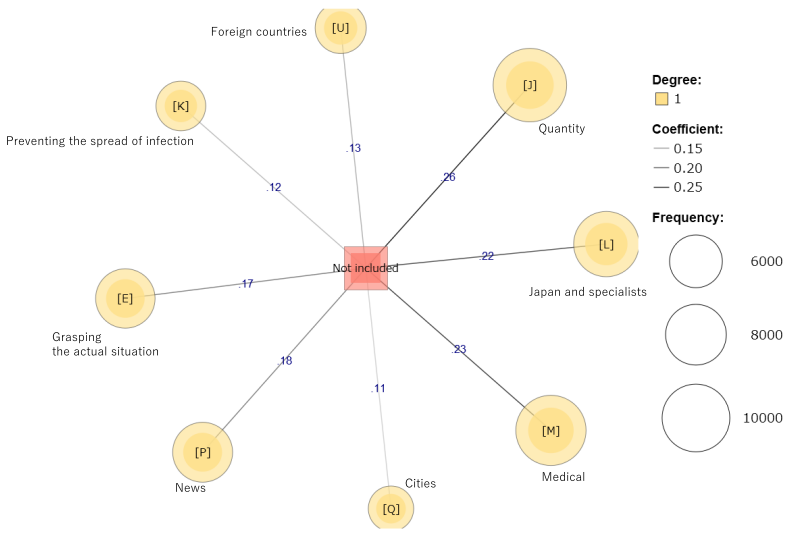 Foreign countries
[U]
[J]
Quantity
[K]
Preventing the spread of infection
.13
.26
.12
[L]
Japan and specialists
.22
Not included
.17
[E]
Grasping
the actual situation
.18
.11
.23
[P]
News
[M]
Medical
Cities
[Q]
Degree:
1
Coefficient:
0.15
0.20
0.25
Frequency:
6000
8000
10000